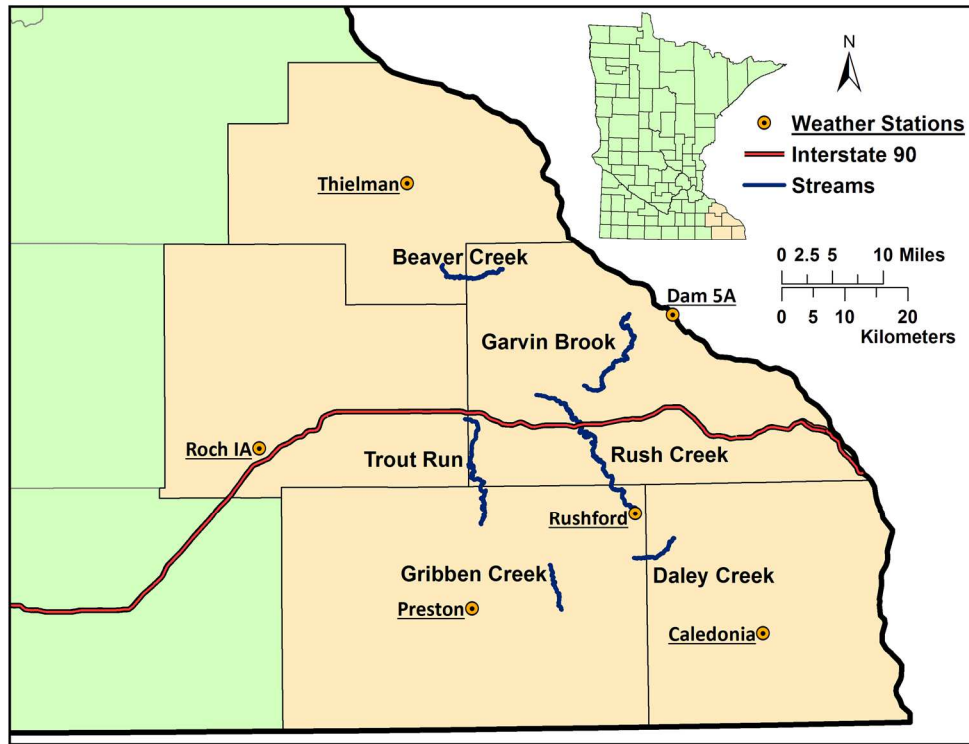 N
Weather Stations
Interstate 90
Streams
0 2.5 5 10 Miles
0 5 10 20
Kilometers
Thielman
Beaver Creek
Dam 5A
Garvin Brook
Roch IA
Trout Run
Rush Creek
Rushford
Gribben Creek
Daley Creek
Preston
Caledonia